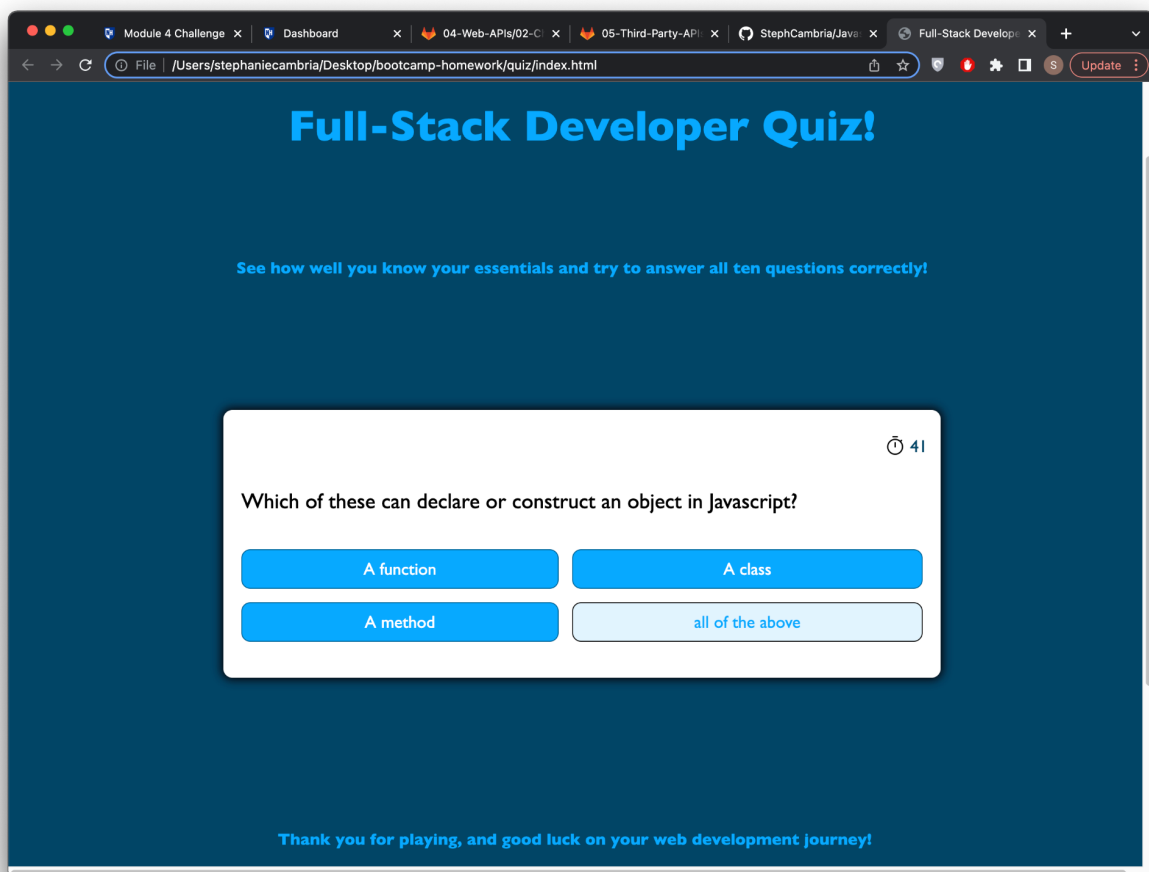 Module 4 Challenge
Dashboard
04-Web-APIs/02-C
05-Third-Party-API
StephCambria/Java
Full-Stack Develope
File
/Users/stephaniecambria/Desktop/bootcamp-homework/quiz/index.html
S
Update
Full-Stack Developer Quiz!
See how well you know your essentials and try to answer all ten questions correctly!
41
Which of these can declare or construct an object in Javascript?
A function
A class
A method
all of the above
Thank you for playing, and good luck on your web development journey!